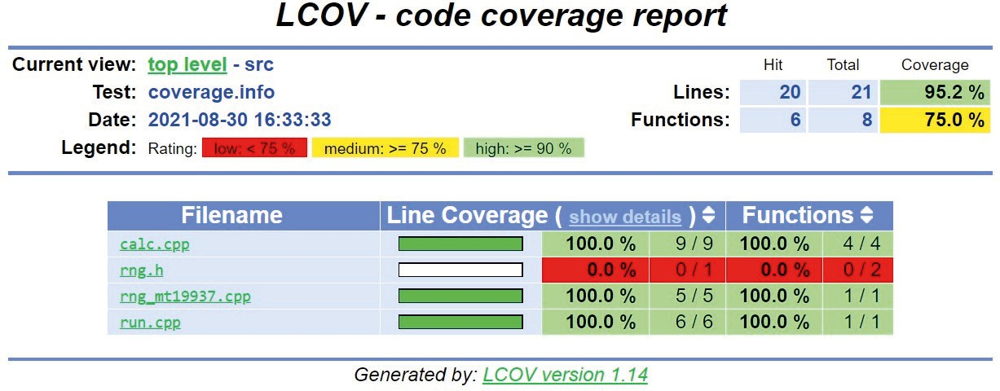 LCOV - code coverage report
Current view: top level - src Hit Total Coverage
Test: coverage.info Lines: 20 21 95.2 %
Date: 2021-08-30 16:33:33 Functions: 6 8 75.0 %
Legend: Rating: low: < 75 % medium: >= 75 % high: >= 90 %
Filename Line Coverage ( show details ) Functions
calc.cpp 100.0 % 9 / 9 100.0 % 4 / 4
rng.h 0.0 % 0 / 1 0.0 % 0 / 2
rng_mt19937.cpp 100.0 % 5 / 5 100.0 % 1 / 1
run.cpp 100.0 % 6 / 6 100.0 % 1 / 1
Generated by: LCOV version 1.14